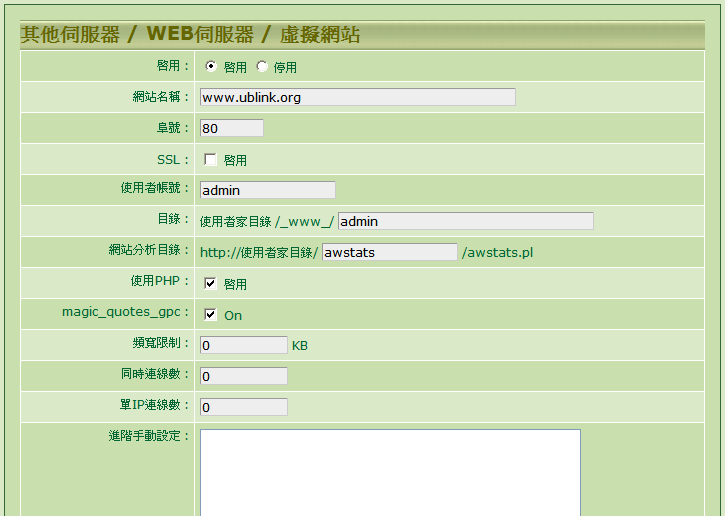 其他伺服器 / WEB伺服器 / 虛擬網站
啓用： 啓用 停用
網站名稱： www.ublink.org
阜號： 80
SSL： 啓用
使用者帳號： admin
目錄： 使用者家目錄 /_www_/ admin
網站分析目錄： http://使用者家目錄/ awstats /awstats.pl
使用PHP： 啓用
magic_quotes_gpc： On
頻寬限制： 0 KB
同時連線數： 0
單IP連線數： 0
進階手動設定：